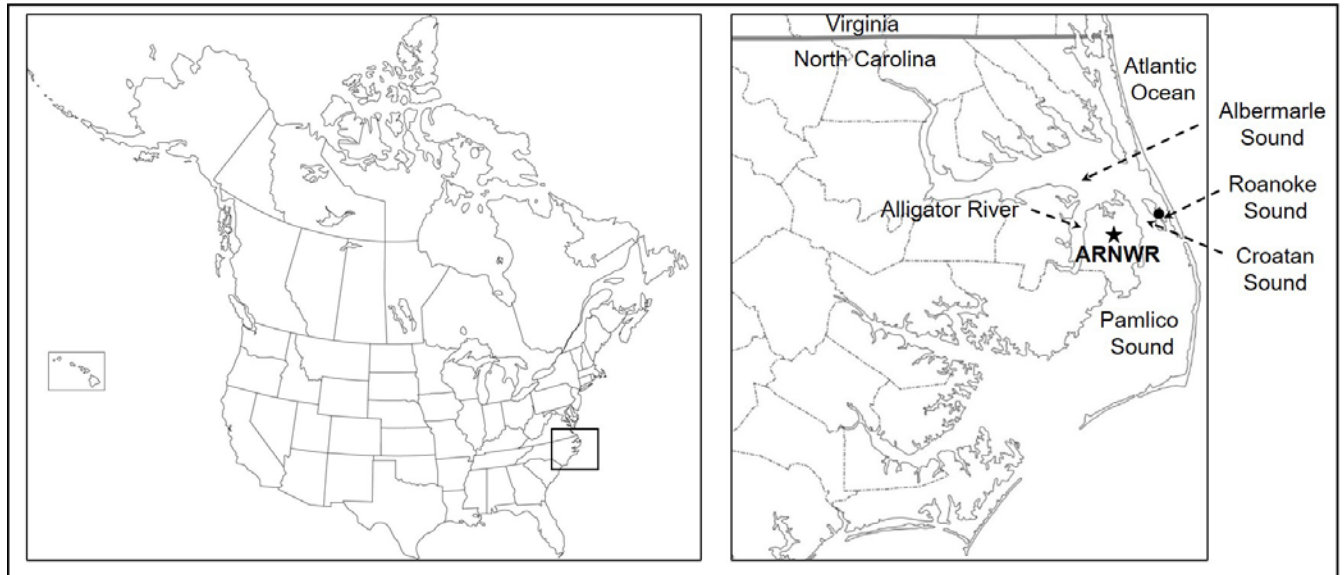 Virginia
North Carolina
Atlantic
Ocean
Albermarle
Sound
Roanoke
Sound
Alligator River
ARNWR
Croatan
Sound
Pamlico
Sound